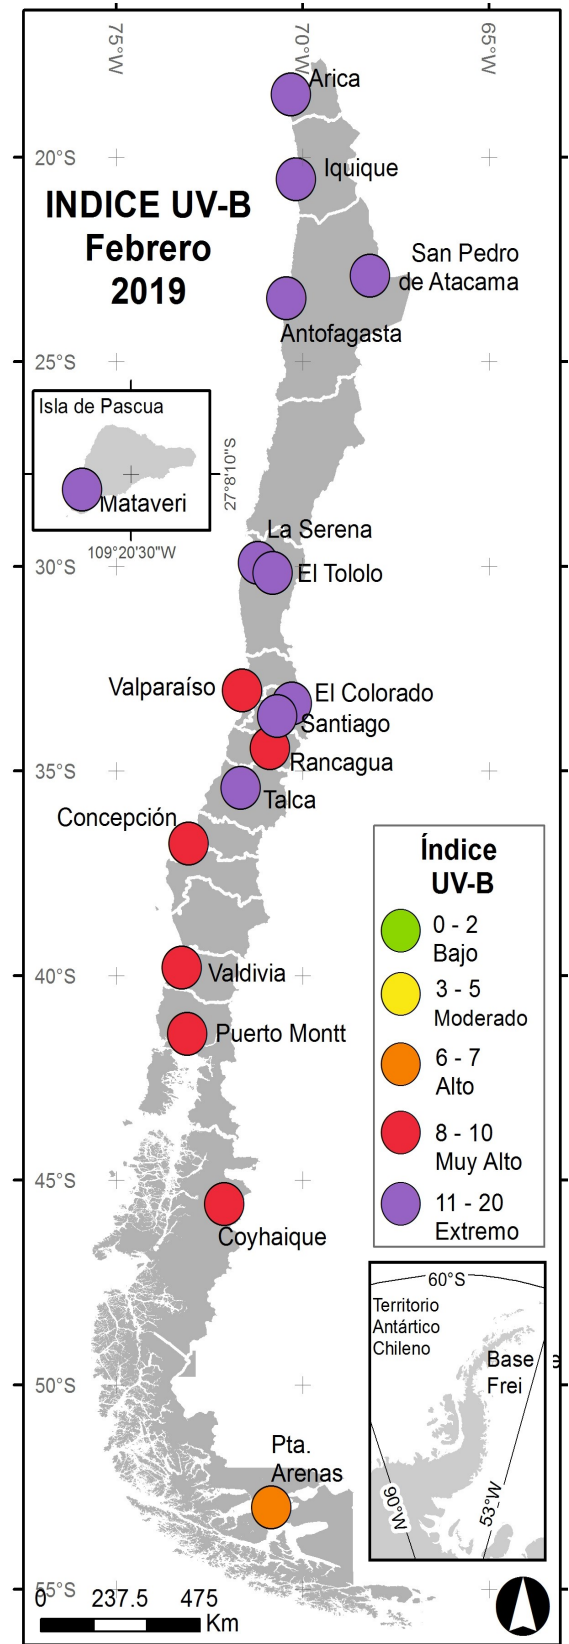 75°W
70°W
65°W
Arica
20°S
Iquique
INDICE UV-B
Febrero
2019
San Pedro
de Atacama
Antofagasta
25°S
Isla de Pascua
Mataveri
27°8'10"S
109°20'30"W
La Serena
30°S
El Tololo
Valparaíso
El Colorado
Santiago
Rancagua
35°S
Talca
Concepción
Índice
UV-B
0 - 2
Bajo
3 - 5
Moderado
6 - 7
Alto
8 - 10
Muy Alto
11 - 20
Extremo
40°S
Valdivia
Puerto Montt
45°S
Coyhaique
60°S
Territorio
Antártico
Chileno
Base
Frei
90°W
53°W
50°S
Pta.
Arenas
55°S
0 237.5 475
Km